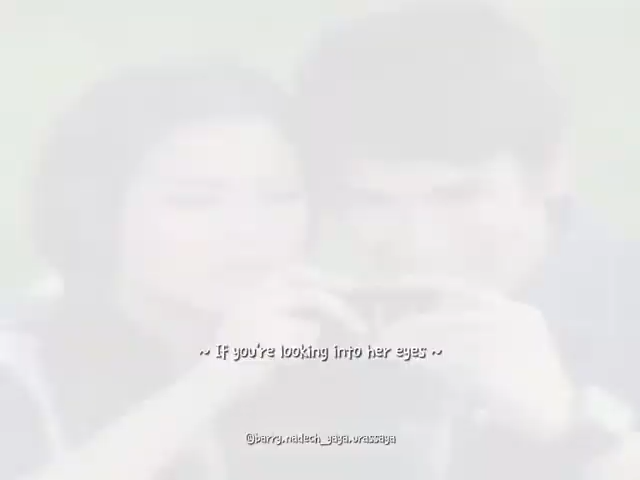 ~ If you're looking into her eyes ~
@barry.nadech_yaya.urassaya